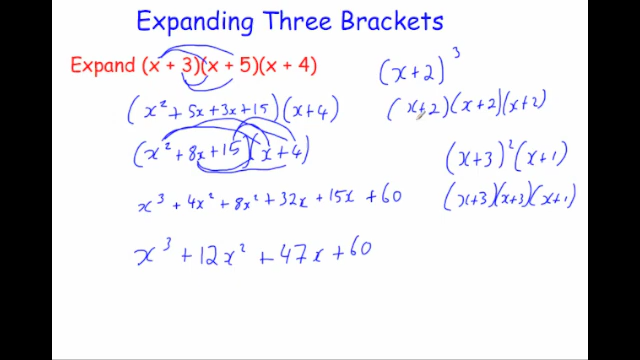 Expanding Three Brackets
Expand (x + 3)(x + 5)(x + 4)
(x² + 5x + 3x + 15)(x+4)
(x² + 8x + 15)(x + 4)
x³ + 4x² + 8x² + 32x + 15x + 60
x³ + 12x² + 47x + 60
(x+2)³
(x+2)(x+2)(x+2)
(x+3)²(x+1)
(x+3)(x+3)(x+1)